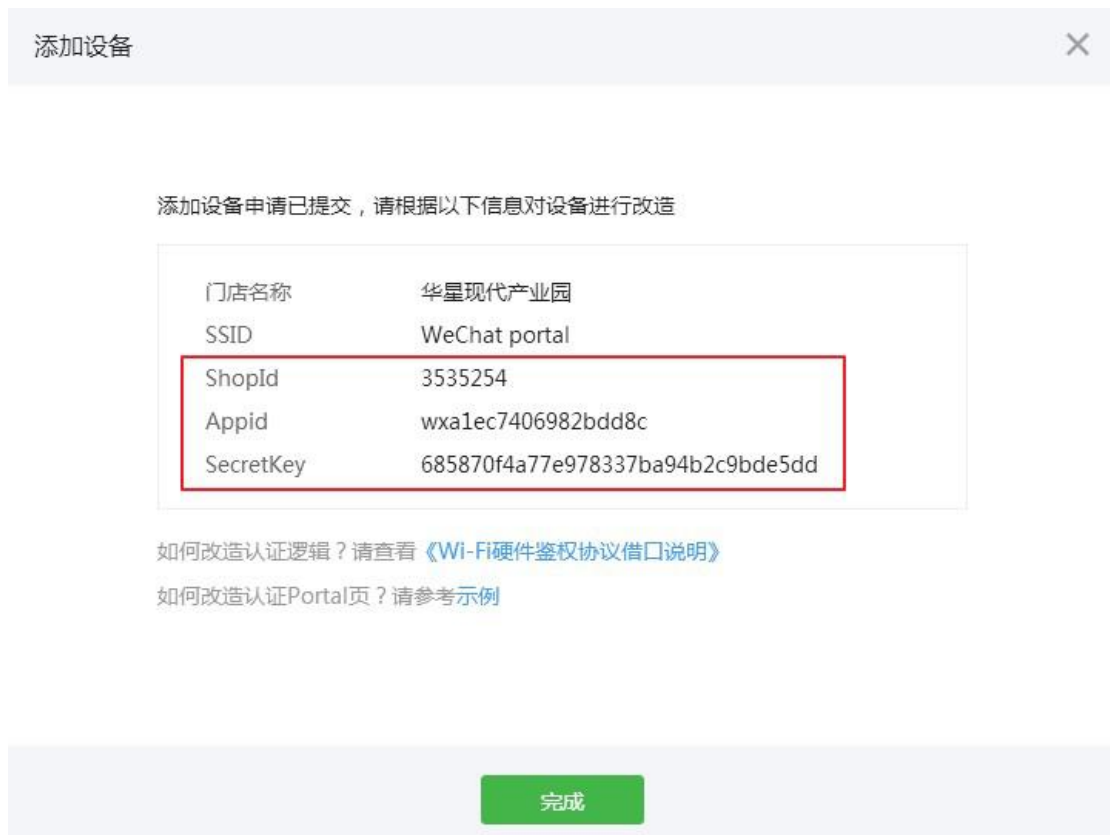 添加设备
添加设备申请已提交，请根据以下信息对设备进行改造
门店名称 华星现代产业园
SSID WeChat portal
ShopId 3535254
Appid wxa1ec7406982bdd8c
SecretKey 685870f4a77e978337ba94b2c9bde5dd
如何改造认证逻辑？请查看《Wi-Fi硬件鉴权协议借口说明》
如何改造认证Portal页？请参考示例
完成